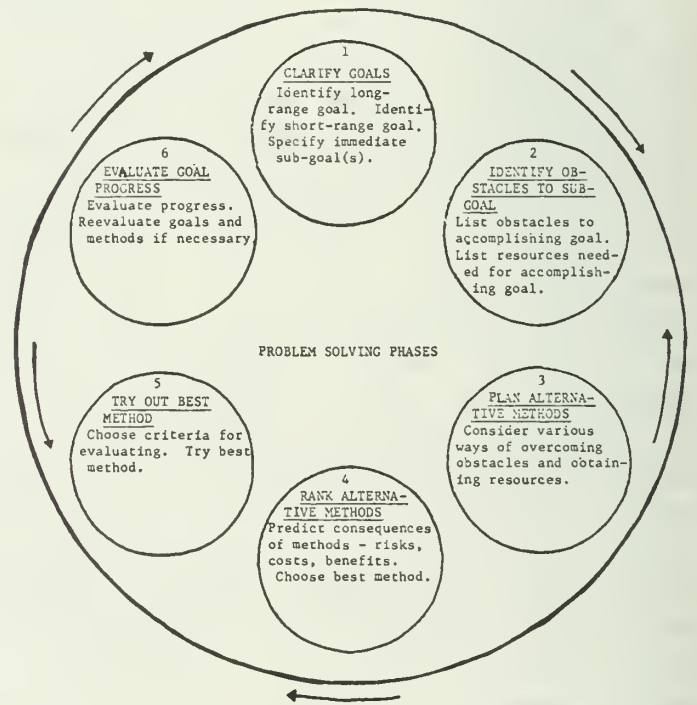 1
CLARIFY GOALS
Identify long-
range goal. Identi-
fy short-range goal.
Specify immediate
sub-goal(s).
2
IDENTIFY OB-
STACLES TO SUB-
GOAL
List obstacles to
accomplishing goal.
List resources need-
ed for accomplish-
ing goal.
3
PLAN ALTERNA-
TIVE METHODS
Consider various
ways of overcoming
obstacles and obtain-
ing resources.
4
RANK ALTERNA-
TIVE METHODS
Predict consequences
of methods - risks,
costs, benefits.
Choose best method.
5
TRY OUT BEST
METHOD
Choose criteria for
evaluating. Try best
method.
6
EVALUATE GOAL
PROGRESS
Evaluate progress.
Reevaluate goals and
methods if necessary
PROBLEM SOLVING PHASES